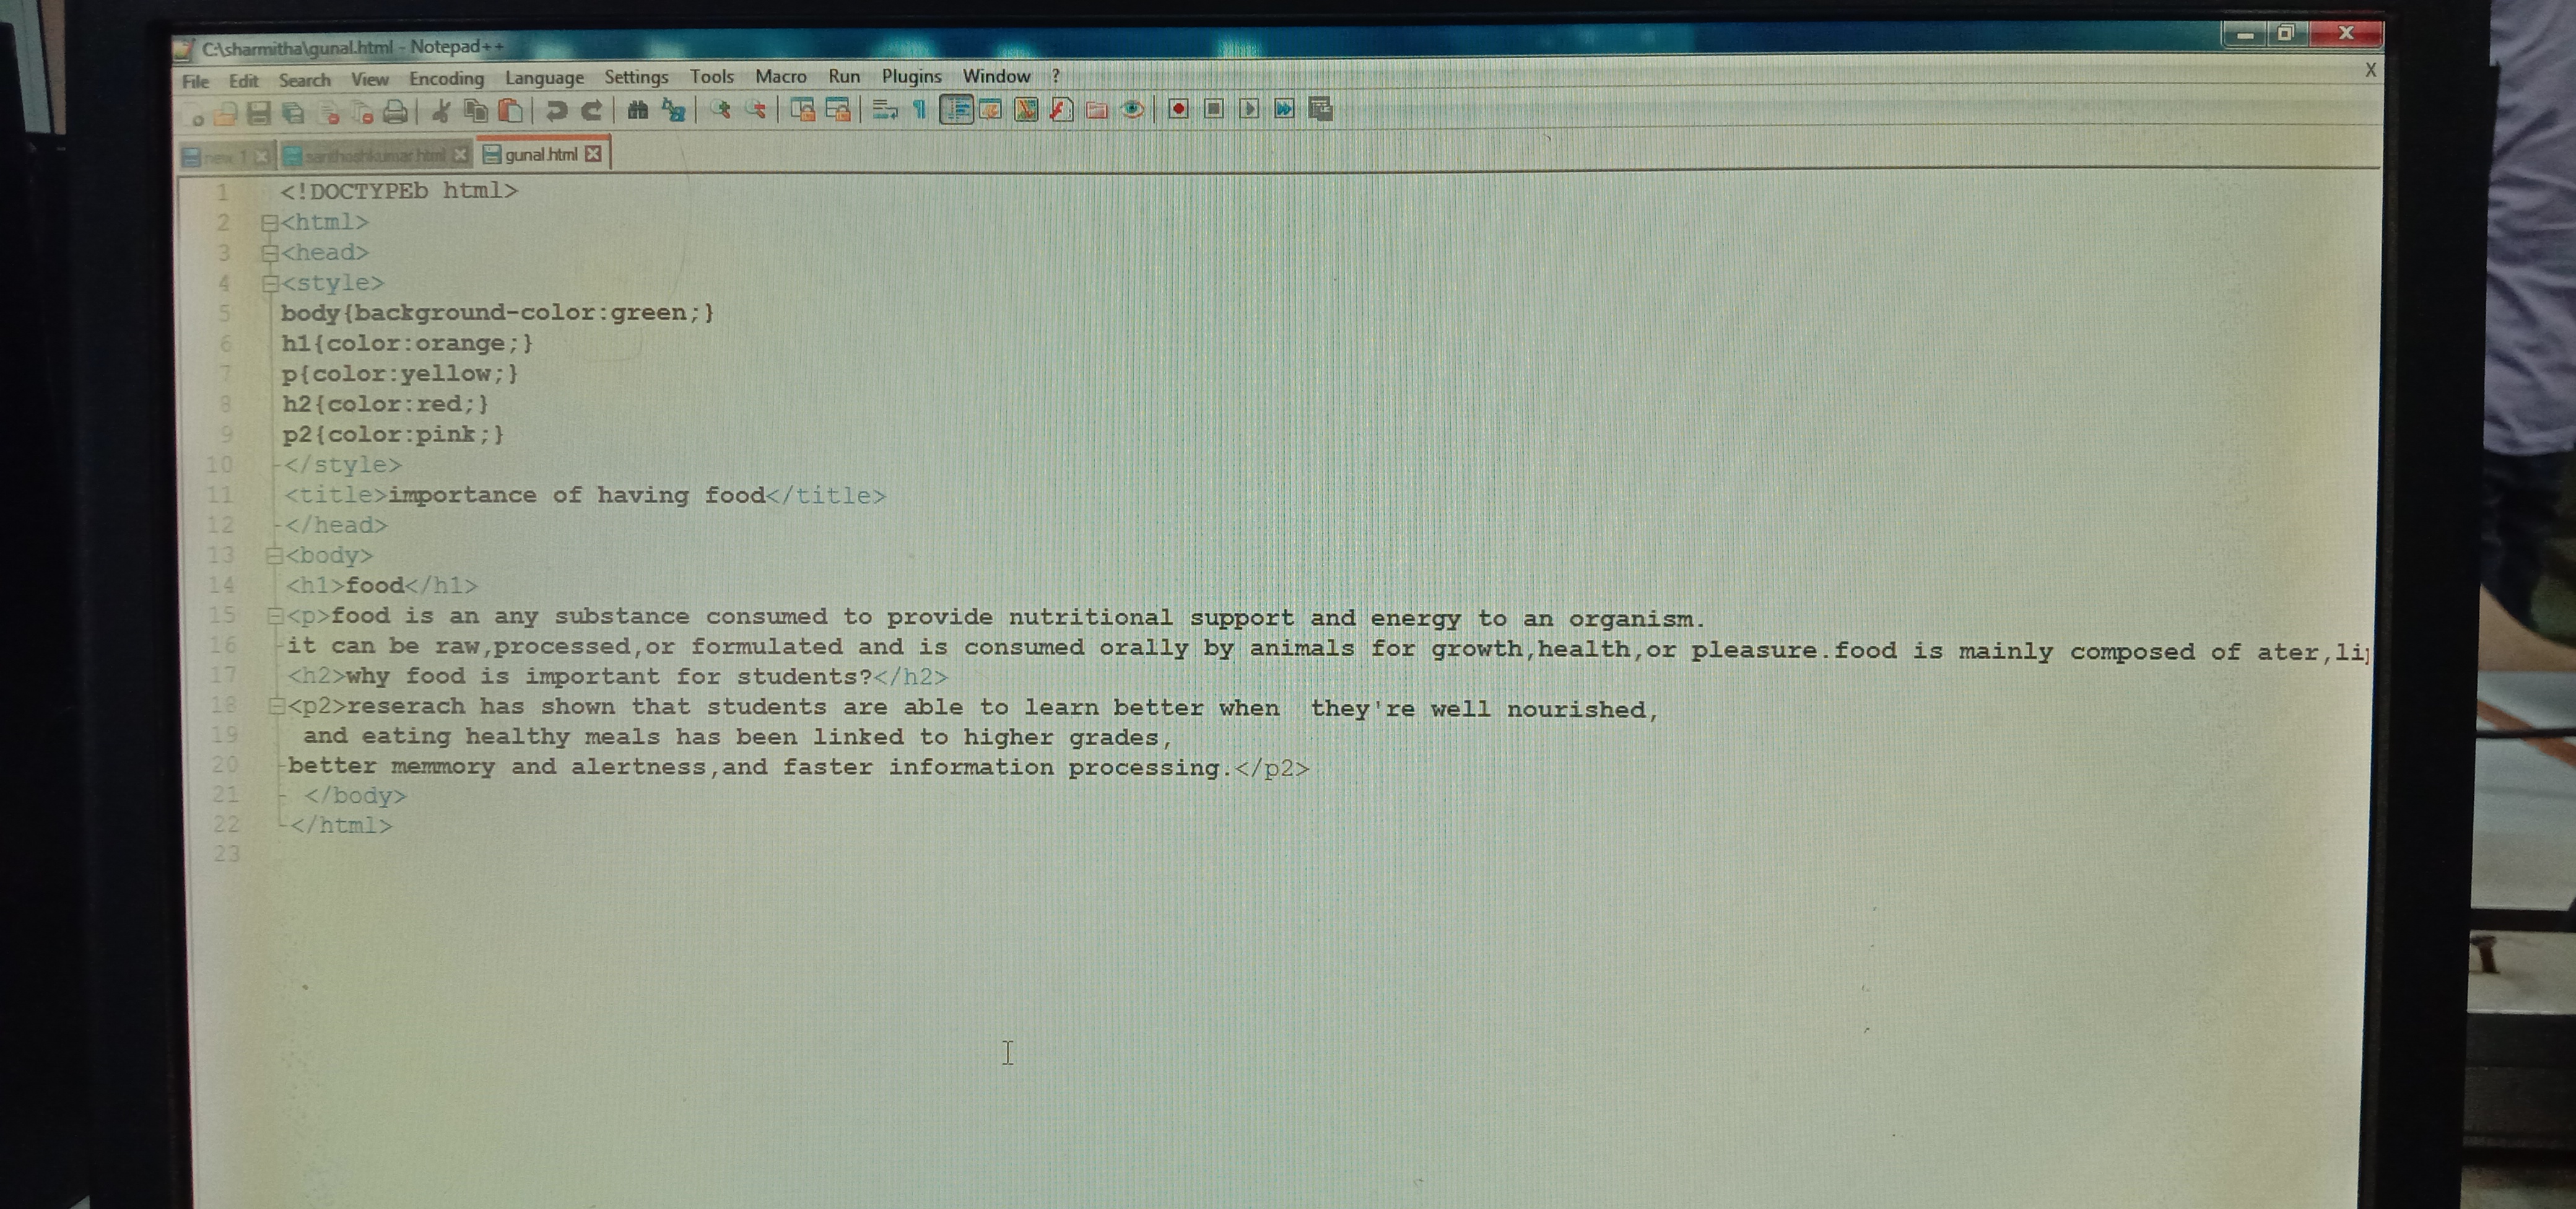 C:\sharmitha\gunal.html - Notepad++
File Edit Search View Encoding Language Settings Tools Macro Run Plugins Window ?
X
new 1 santhoshkumar.html gunal.html
1 <!DOCTYPEb html>
2 <html>
3 <head>
4 <style>
5 body{background-color:green;}
6 h1{color:orange;}
7 p{color:yellow;}
8 h2{color:red;}
9 p2{color:pink;}
10 </style>
11 <title>importance of having food</title>
12 </head>
13 <body>
14 <h1>food</h1>
15 <p>food is an any substance consumed to provide nutritional support and energy to an organism.
16 it can be raw,processed,or formulated and is consumed orally by animals for growth,health,or pleasure.food is mainly composed of ater,
17 <h2>why food is important for students?</h2>
18 <p2>reserach has shown that students are able to learn better when  they're well nourished,
19 and eating healthy meals has been linked to higher grades,
20 better memmory and alertness,and faster information processing.</p2>
21 </body>
22 </html>
23